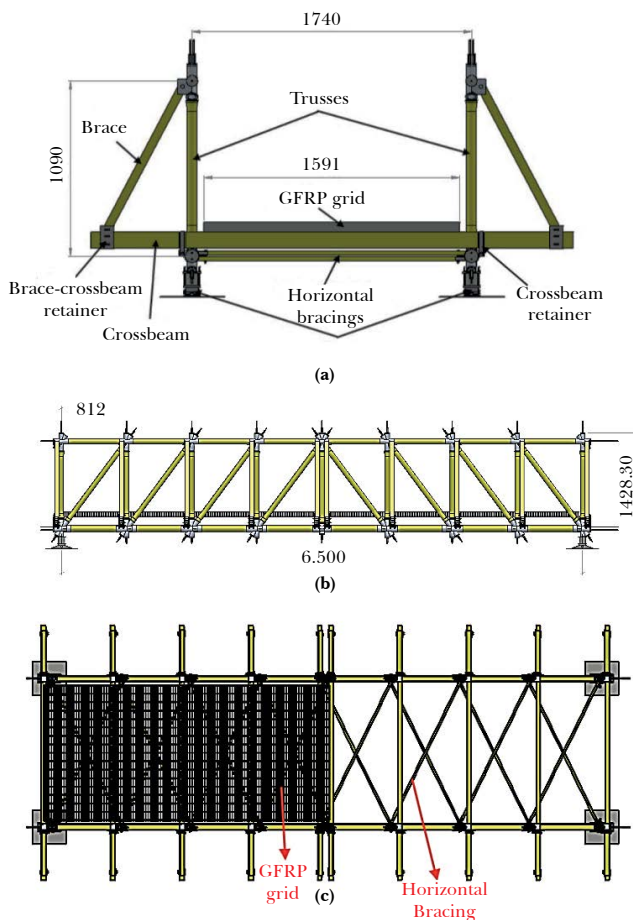 1740
Trusses
Brace
1090
1591
GFRP grid
Brace-crossbeam
retainer
Crossbeam
Horizontal
bracings
Crossbeam
retainer
(a)
812
1428.30
6.500
(b)
GFRP
grid
(c)
Horizontal
Bracing